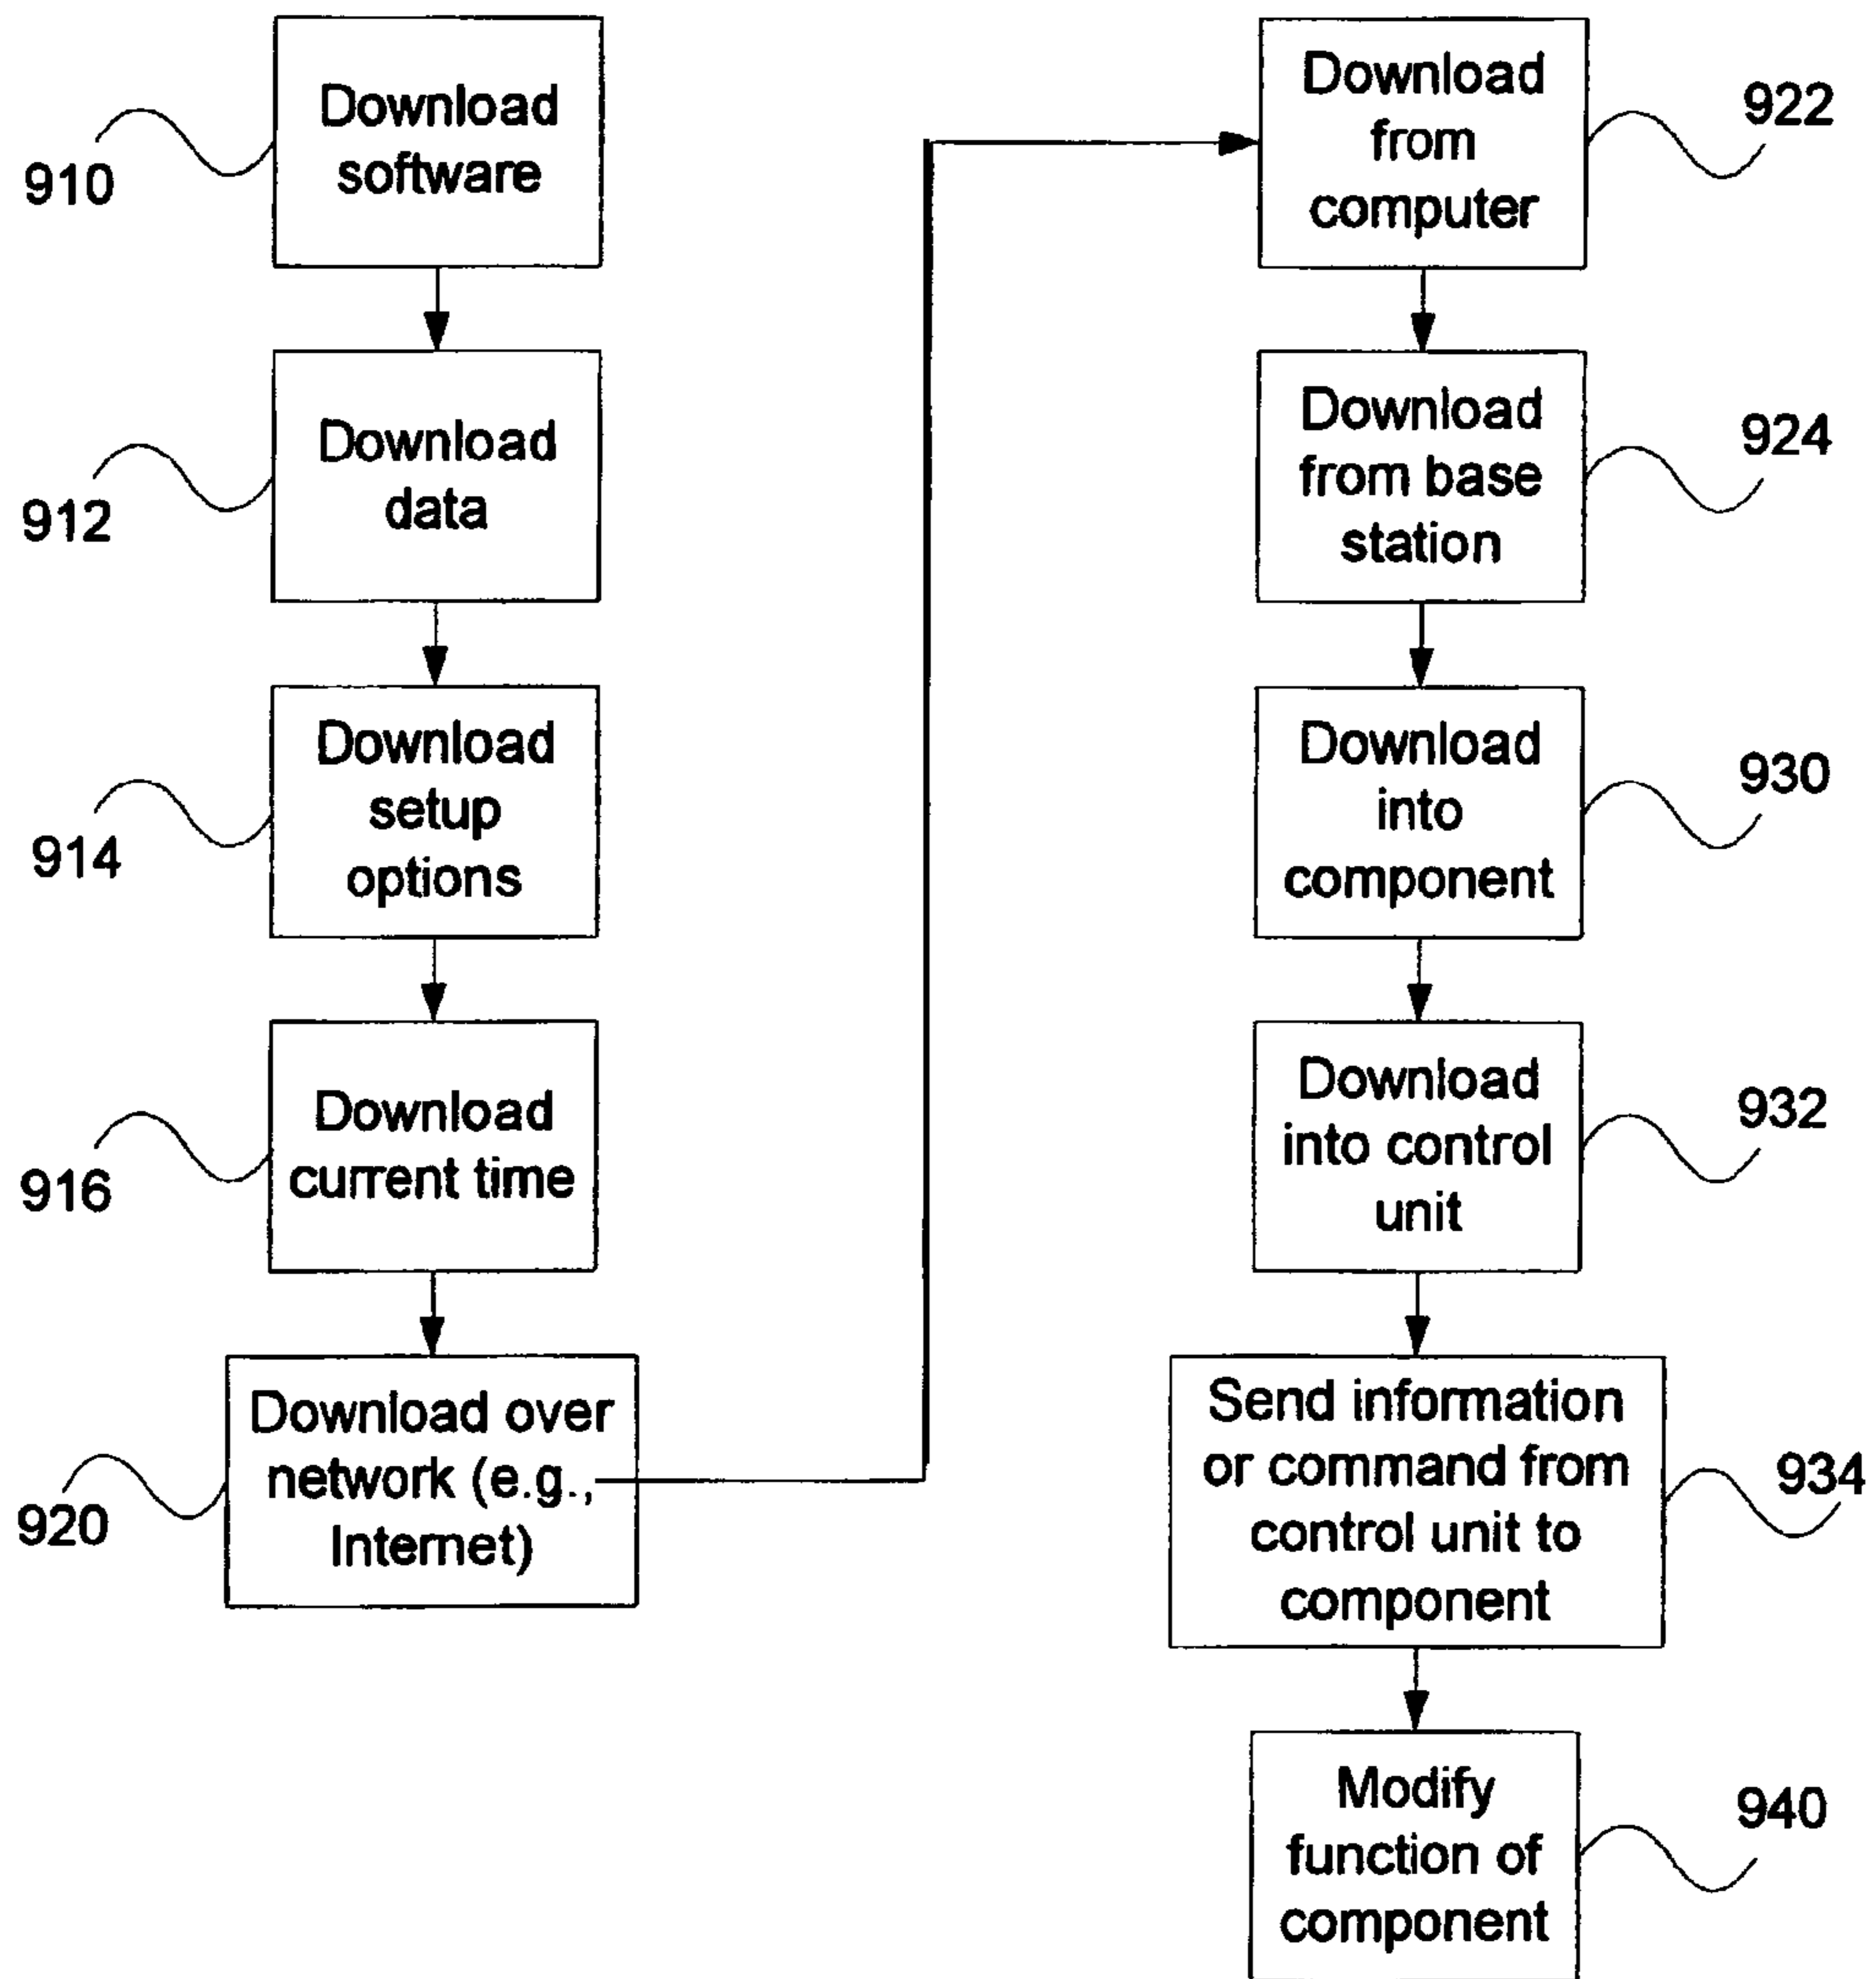 Download
software
910
Download
data
912
Download
setup
options
914
Download
current time
916
Download over
network (e.g.,
Internet)
920
Download
from
computer
922
Download
from base
station
924
Download
into
component
930
Download
into control
unit
932
Send information
or command from
control unit to
component
934
Modify
function of
component
940